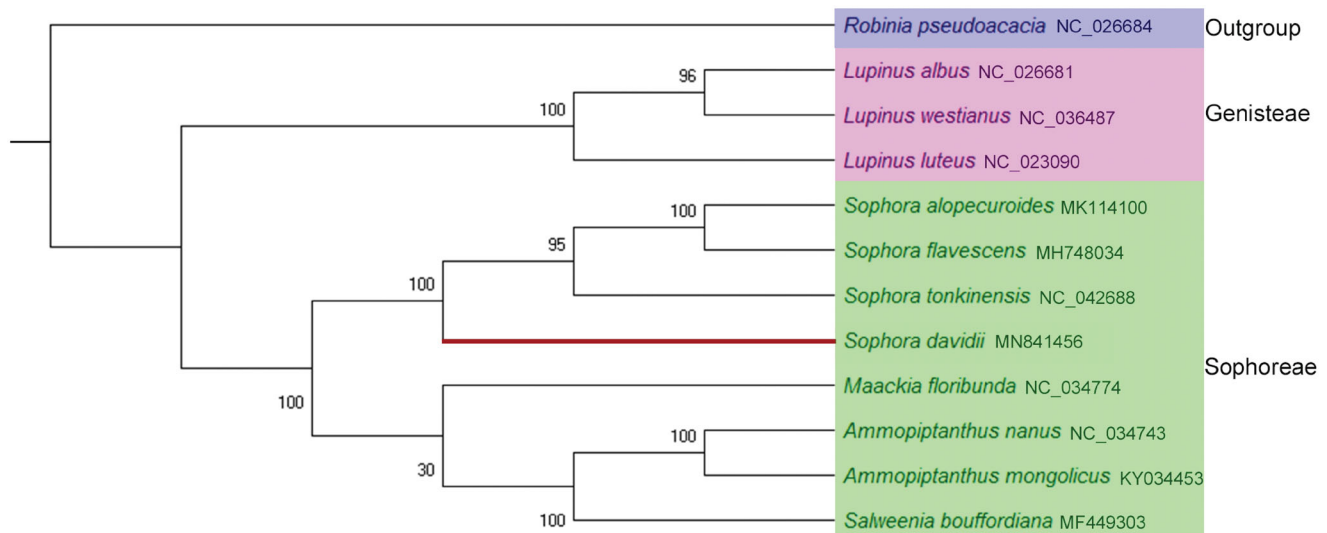 Robinia pseudoacacia NC_026684 Outgroup
96 Lupinus albus NC_026681
100 Lupinus westianus NC_036487 Genisteae
Lupinus luteus NC_023090
100 Sophora alopecuroides MK114100
95 Sophora flavescens MH748034
100 Sophora tonkinensis NC_042688
Sophora davidii MN841456
Sophoreae
100 Maackia floribunda NC_034774
100 Ammopiptanthus nanus NC_034743
30 Ammopiptanthus mongolicus KY034453
100 Salweenia bouffordiana MF449303